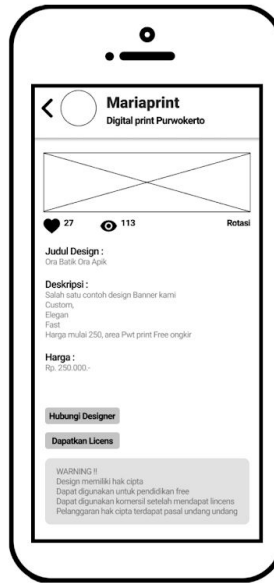 Mariaprint
Digital print Purwokerto
27 113 Rotasi
Judul Design :
Ora Batik Ora Apik
Deskripsi :
Salah satu contoh design Banner kami
Custom,
Elegan
Fast
Harga mulai 250, area Pwt print Free ongkir
Harga :
Rp. 250.000.-
Hubungi Designer
Dapatkan Licens
WARNING !!
Design memiliki hak cipta
Dapat digunakan untuk pendidikan free
Dapat digunakan komersil setelah mendapat lincens
Pelanggaran hak cipta terdapat pasal undang undang